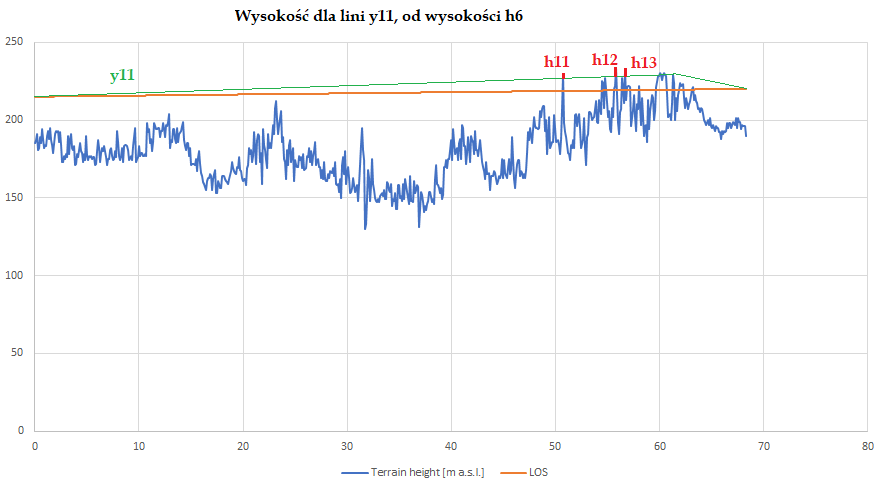 Wysokość dla lini y11, od wysokości h6
250
200
150
100
50
0
y11
h11
h12
h13
0 10 20 30 40 50 60 70 80
Terrain height [m a.s.l.] LOS